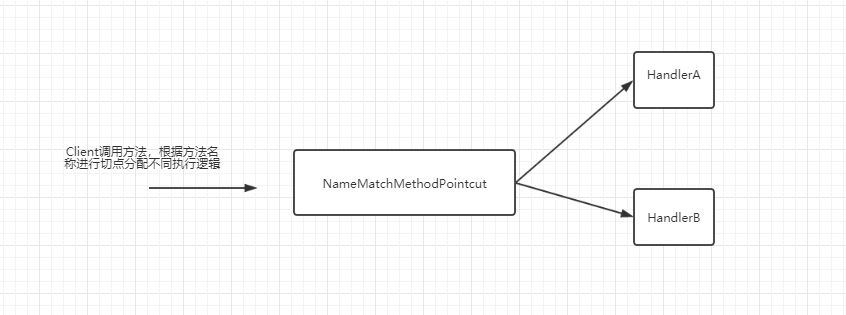 Client调用方法，根据方法名
称进行切点分配不同执行逻辑
NameMatchMethodPointcut
HandlerA
HandlerB